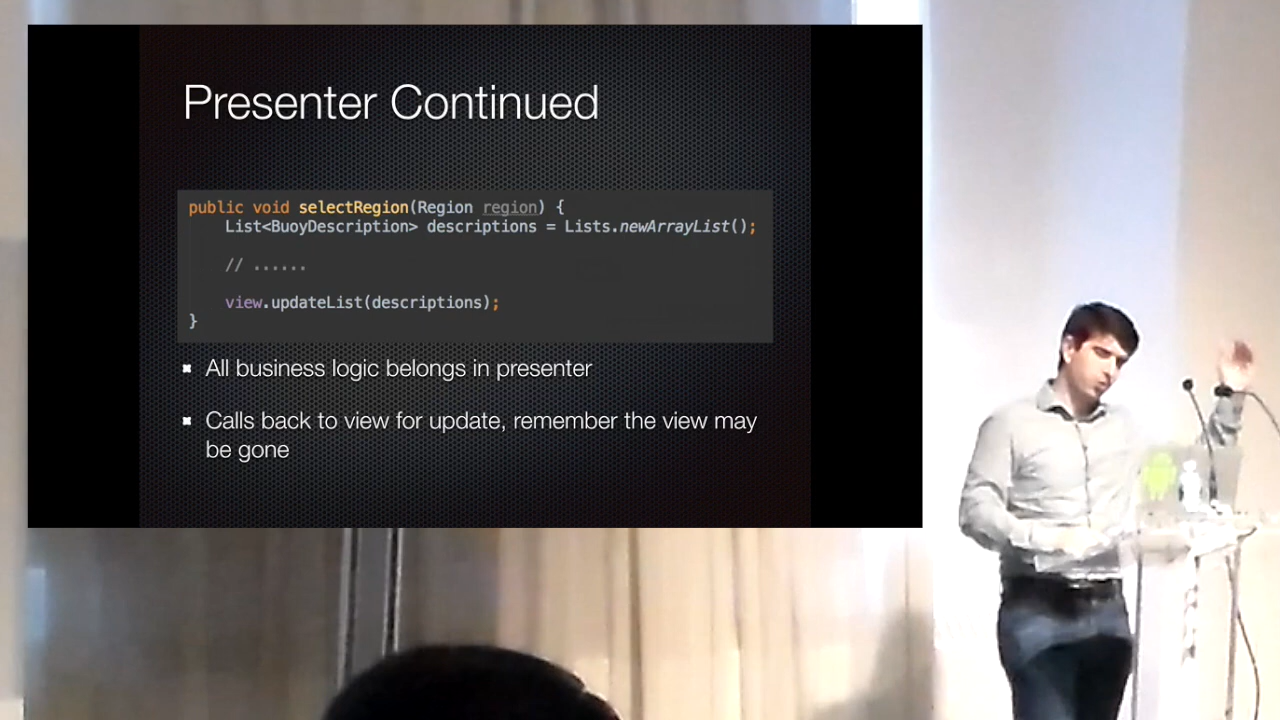 Presenter Continued
public void selectRegion(Region region) {
List<BuoyDescription> descriptions = Lists.newArrayList();
// ......
view.updateList(descriptions);
}
All business logic belongs in presenter
Calls back to view for update, remember the view may
be gone